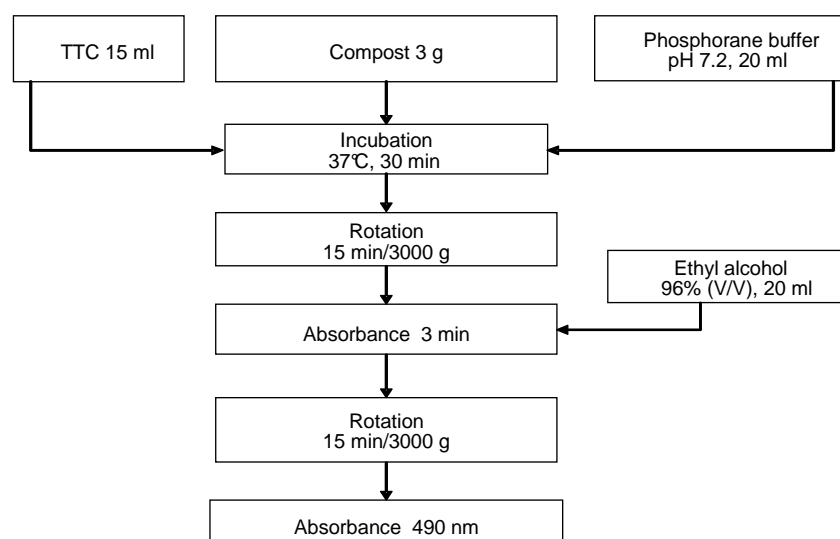 TTC 15 ml
Compost 3 g
Phosphorane buffer
pH 7.2, 20 ml
Incubation
37°C, 30 min
Rotation
15 min/3000 g
Ethyl alcohol
96% (V/V), 20 ml
Absorbance 3 min
Rotation
15 min/3000 g
Absorbance 490 nm